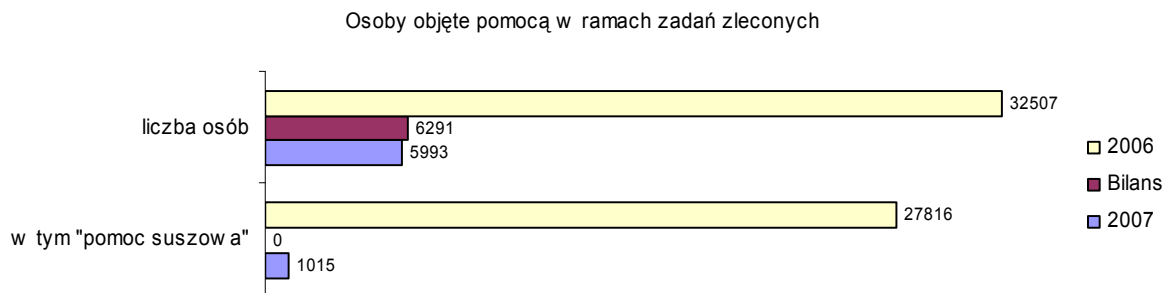 Osoby objęte pomocą w ramach zadań zleconych
liczba osób
32507
6291
5993
w tym "pomoc suszowa"
27816
0
1015
2006
Bilans
2007